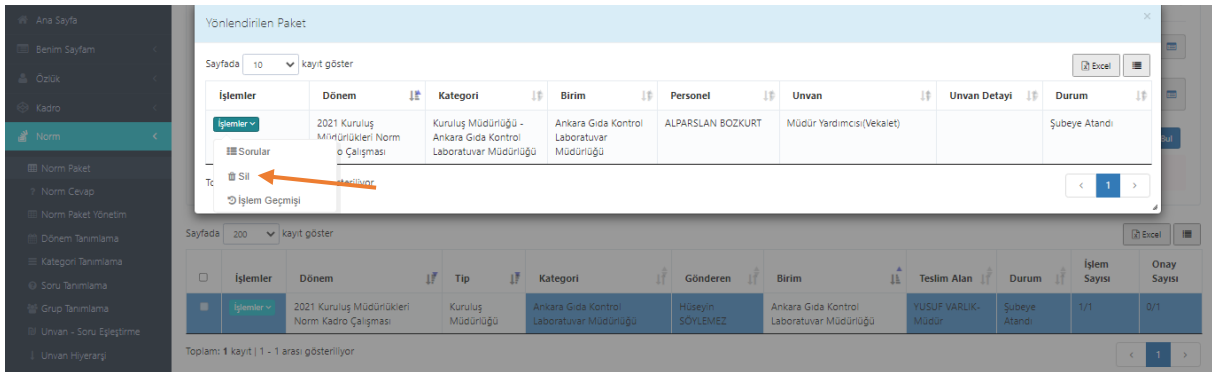 Ana Sayfa
Benim Sayfam
Özlük
Kadro
Norm
Norm Paket
Norm Cevap
Norm Paket Yönetim
Dönem Tanımlama
Kategori Tanımlama
Soru Tanımlama
Grup Tanımlama
Unvan - Soru Eşleştirme
Unvan Hiyerarşi
Yönlendirilen Paket
×
Sayfada 10 kayıt göster
Excel
İşlemler Dönem Kategori Birim Personel Unvan Unvan Detayi Durum
İşlemler 2021 Kuruluş Kuruluş Müdürlüğü - Ankara Gıda Kontrol ALPARSLAN BOZKURT Müdür Yardımcısı(Vekalet) Şubeye Atandı
Müdürlükleri Norm Ankara Gıda Kontrol Laboratuvar
o Çalışması Laboratuvar Müdürlüğü Müdürlüğü
Sorular
Sil
İşlem Geçmişi
To
< 1 >
Bul
Sayfada 200 kayıt göster
Excel
İşlemler Dönem Tip Kategori Gönderen Birim Teslim Alan Durum İşlem Onay
Sayısı Sayısı
İşlemler 2021 Kuruluş Müdürlükleri Kuruluş Ankara Gıda Kontrol Hüseyin Ankara Gıda Kontrol YUSUF VARLIK- Şubeye 1/1 0/1
Norm Kadro Çalışması Müdürlüğü Laboratuvar Müdürlüğü SÖYLEMEZ Laboratuvar Müdürlüğü Müdür Atandı
Toplam: 1 kayıt | 1 - 1 arası gösteriliyor
< 1 >